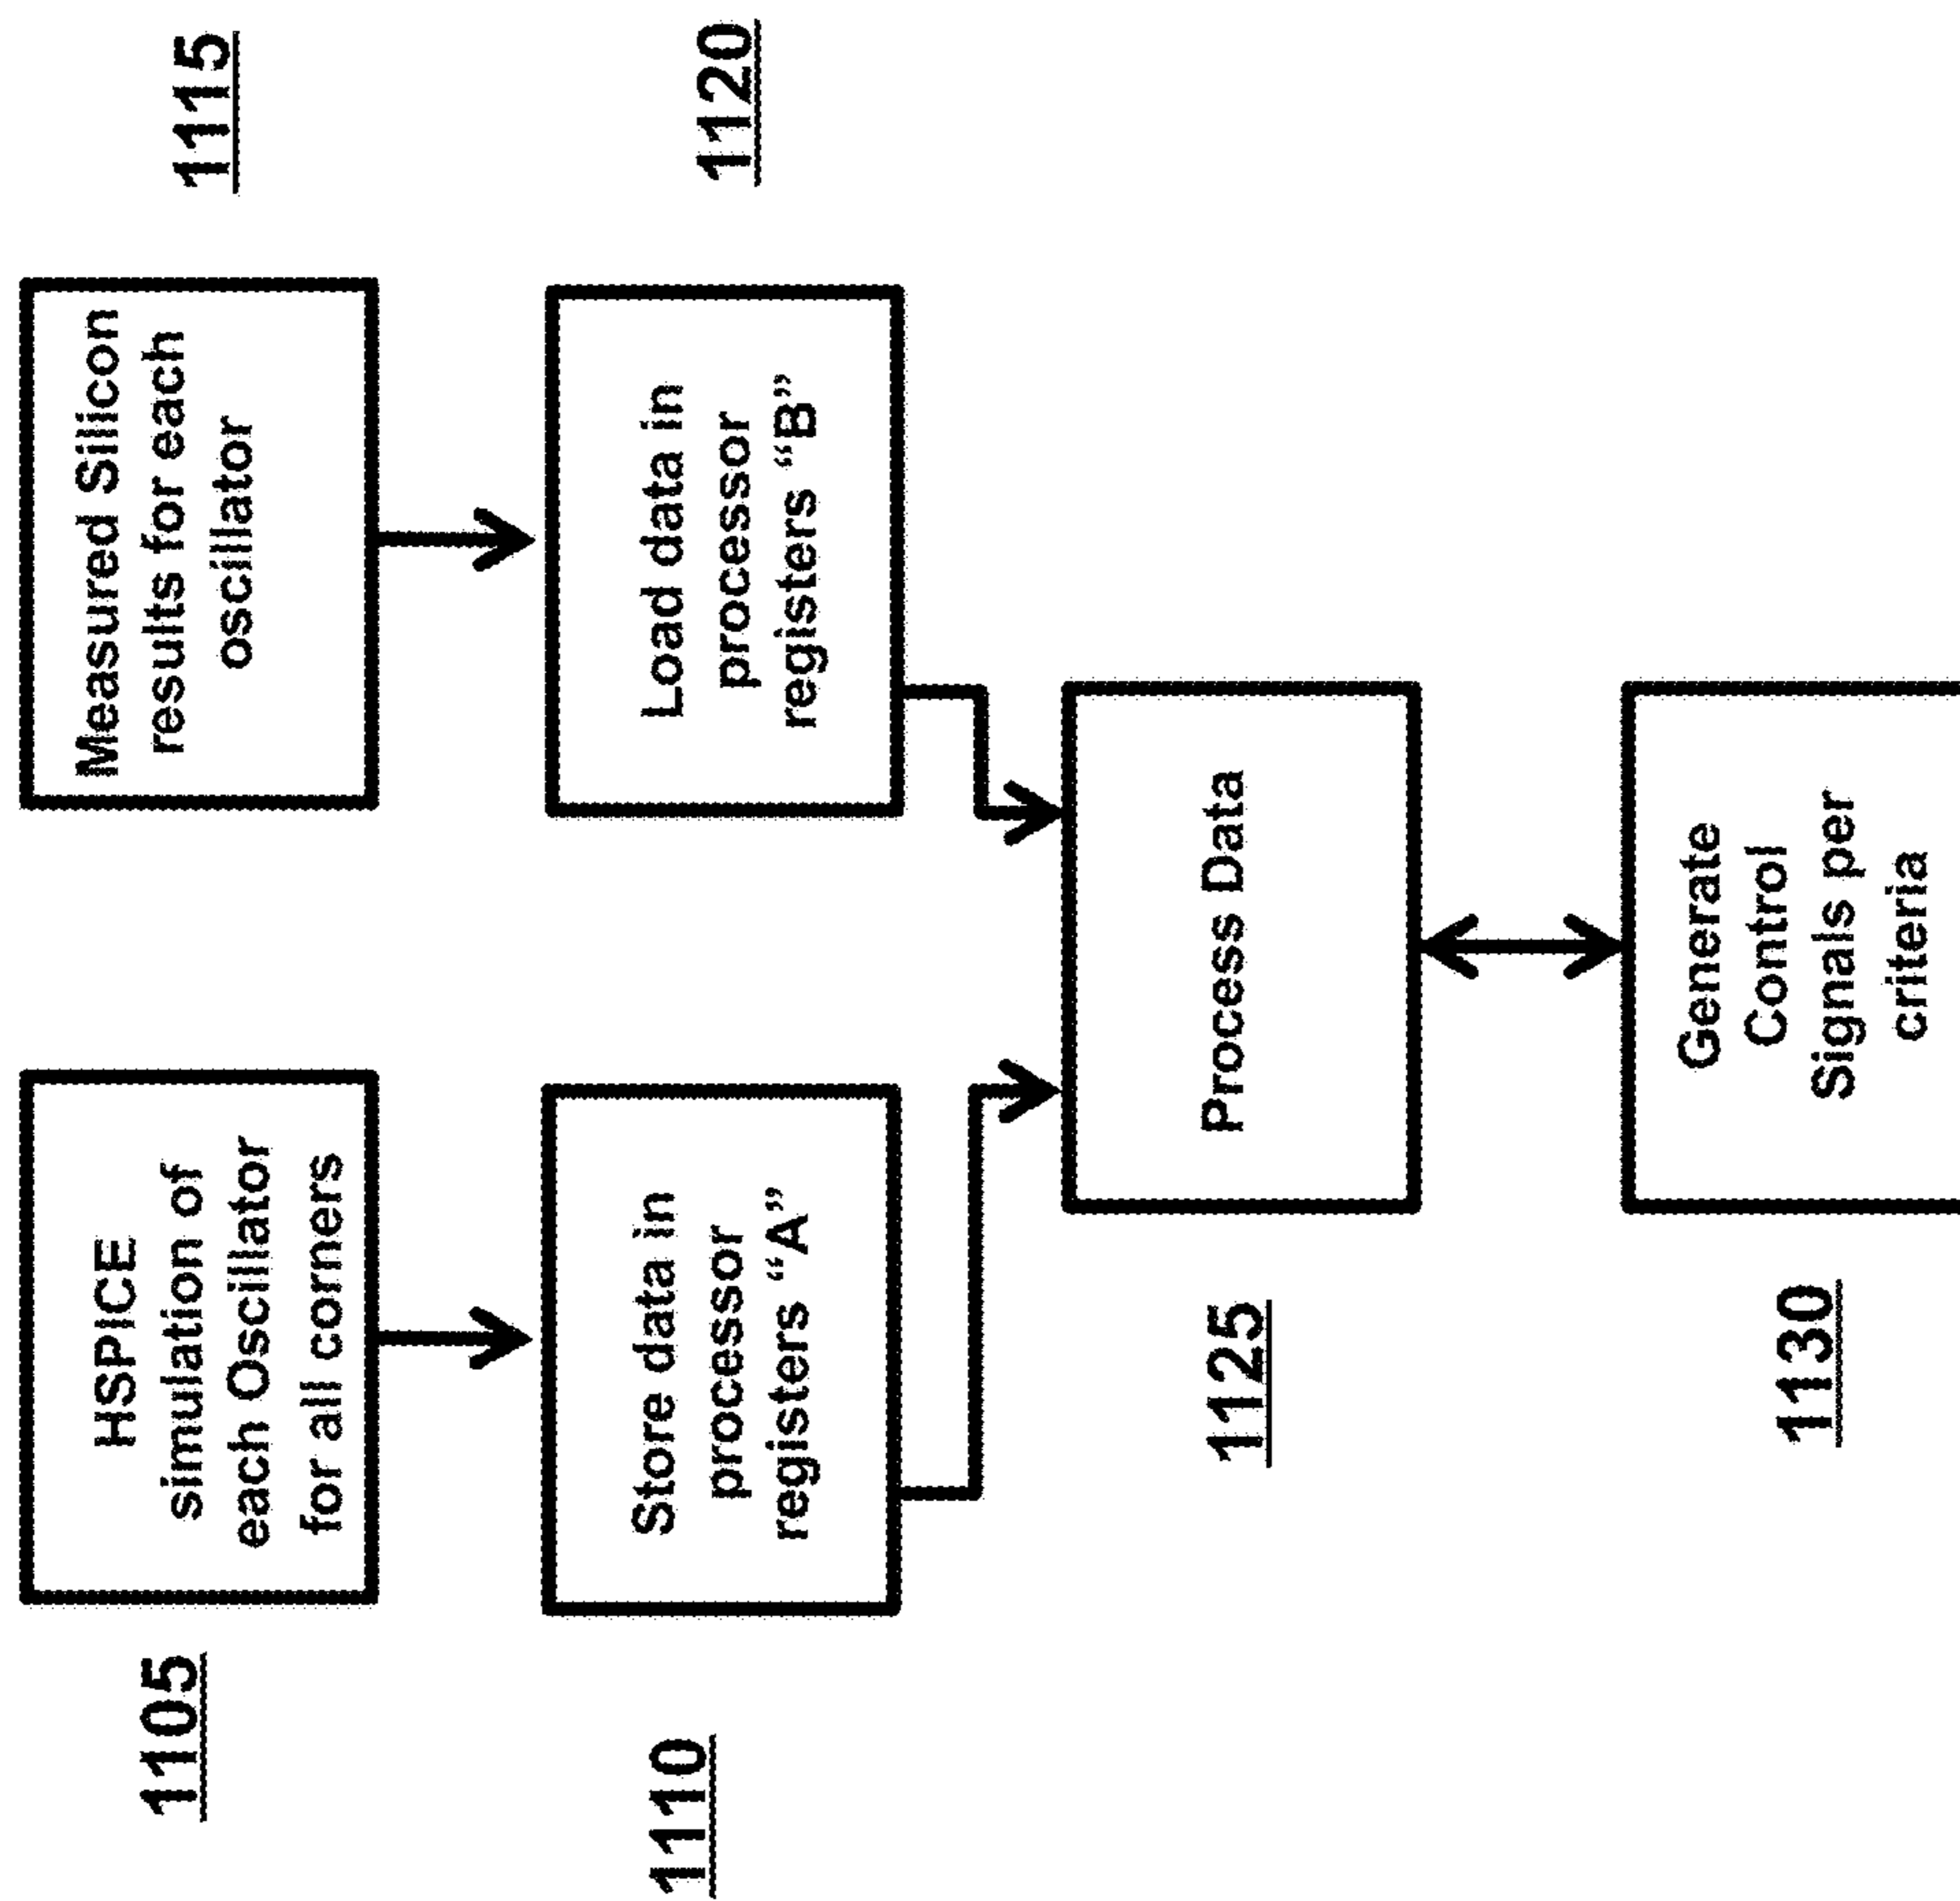 1105
HSPICE
simulation of
each Oscillator
for all corners
Measured Silicon
results for each
oscillator
1115
1110
Store data in
processor
registers “A”
Load data in
processor
registers “B”
1120
1125
Process Data
1130
Generate
Control
Signals per
criteria